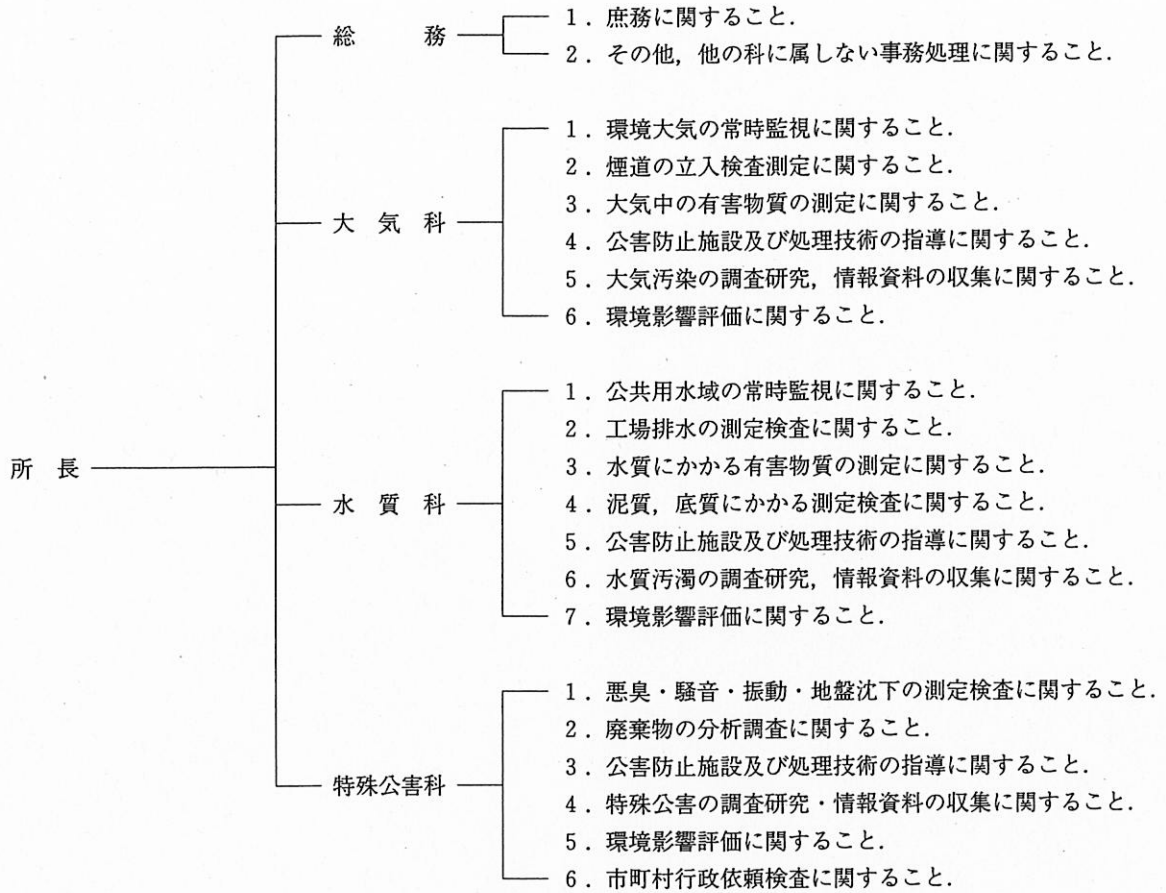 所 長
総 務
1．庶務に関すること．
2．その他，他の科に属しない事務処理に関すること．
大 気 科
1．環境大気の常時監視に関すること．
2．煙道の立入検査測定に関すること．
3．大気中の有害物質の測定に関すること．
4．公害防止施設及び処理技術の指導に関すること．
5．大気汚染の調査研究，情報資料の収集に関すること．
6．環境影響評価に関すること．
水 質 科
1．公共用水域の常時監視に関すること．
2．工場排水の測定検査に関すること．
3．水質にかかる有害物質の測定に関すること．
4．泥質，底質にかかる測定検査に関すること．
5．公害防止施設及び処理技術の指導に関すること．
6．水質汚濁の調査研究，情報資料の収集に関すること．
7．環境影響評価に関すること．
特殊公害科
1．悪臭・騒音・振動・地盤沈下の測定検査に関すること．
2．廃棄物の分析調査に関すること．
3．公害防止施設及び処理技術の指導に関すること．
4．特殊公害の調査研究・情報資料の収集に関すること．
5．環境影響評価に関すること．
6．市町村行政依頼検査に関すること．